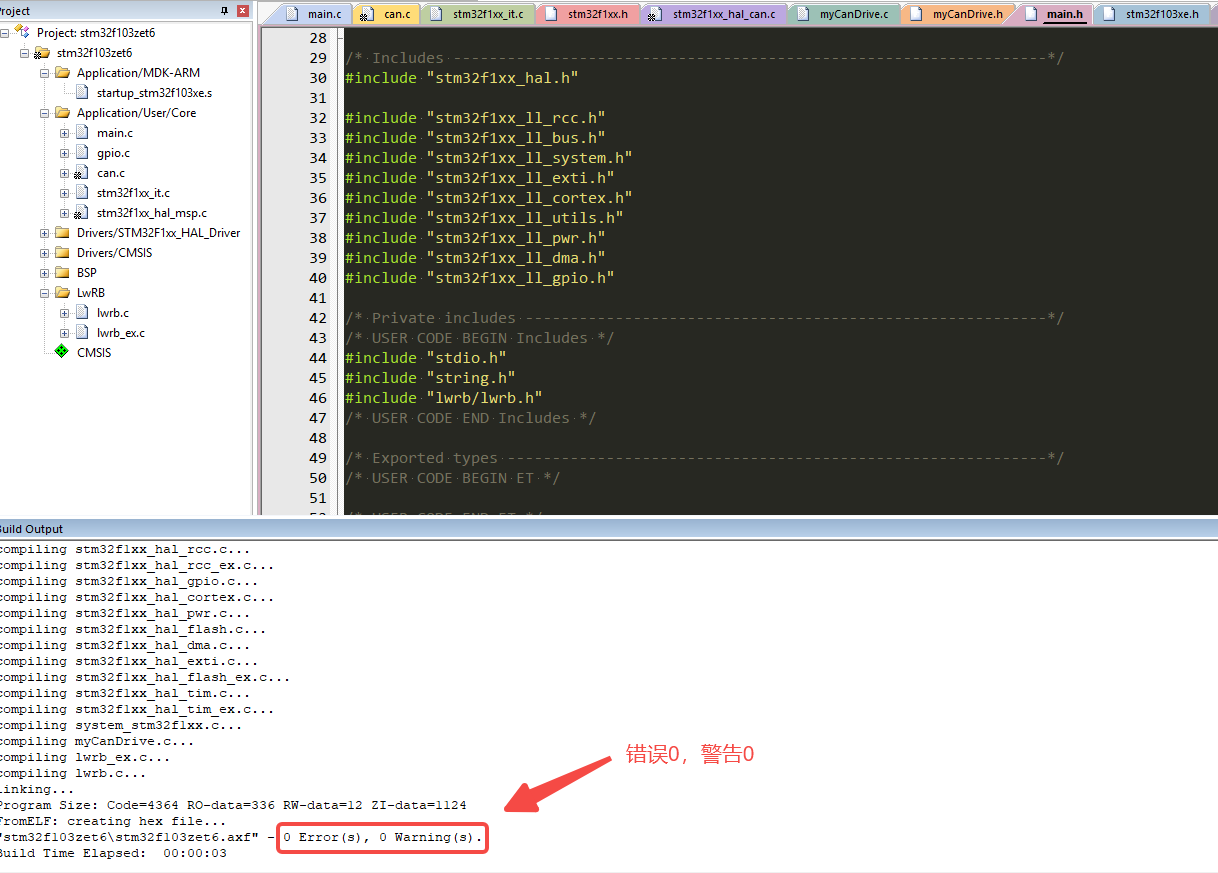 Project
Project: stm32f103zet6
stm32f103zet6
Application/MDK-ARM
startup_stm32f103xe.s
Application/User/Core
main.c
gpio.c
can.c
stm32f1xx_it.c
stm32f1xx_hal_msp.c
Drivers/STM32F1xx_HAL_Driver
Drivers/CMSIS
BSP
LwRB
lwrb.c
lwrb_ex.c
CMSIS
main.c can.c stm32f1xx_it.c stm32f1xx.h stm32f1xx_hal_can.c myCanDrive.c myCanDrive.h main.h stm32f103xe.h
28
29 /* Includes ------------------------------------------------------------------*/
30 #include "stm32f1xx_hal.h"
31
32 #include "stm32f1xx_ll_rcc.h"
33 #include "stm32f1xx_ll_bus.h"
34 #include "stm32f1xx_ll_system.h"
35 #include "stm32f1xx_ll_exti.h"
36 #include "stm32f1xx_ll_cortex.h"
37 #include "stm32f1xx_ll_utils.h"
38 #include "stm32f1xx_ll_pwr.h"
39 #include "stm32f1xx_ll_dma.h"
40 #include "stm32f1xx_ll_gpio.h"
41
42 /* Private includes ----------------------------------------------------------*/
43 /* USER CODE BEGIN Includes */
44 #include "stdio.h"
45 #include "string.h"
46 #include "lwrb/lwrb.h"
47 /* USER CODE END Includes */
48
49 /* Exported types ------------------------------------------------------------*/
50 /* USER CODE BEGIN ET */
51
Build Output
compiling stm32f1xx_hal_rcc.c...
compiling stm32f1xx_hal_rcc_ex.c...
compiling stm32f1xx_hal_gpio.c...
compiling stm32f1xx_hal_cortex.c...
compiling stm32f1xx_hal_pwr.c...
compiling stm32f1xx_hal_flash.c...
compiling stm32f1xx_hal_dma.c...
compiling stm32f1xx_hal_exti.c...
compiling stm32f1xx_hal_flash_ex.c...
compiling stm32f1xx_hal_tim.c...
compiling stm32f1xx_hal_tim_ex.c...
compiling system_stm32f1xx.c...
compiling myCanDrive.c...
compiling lwrb_ex.c...
compiling lwrb.c...
linking...
Program Size: Code=4364 RO-data=336 RW-data=12 ZI-data=1124
FromELF: creating hex file...
"stm32f103zet6\stm32f103zet6.axf" - 0 Error(s), 0 Warning(s).
Build Time Elapsed:  00:00:03
错误0，警告0